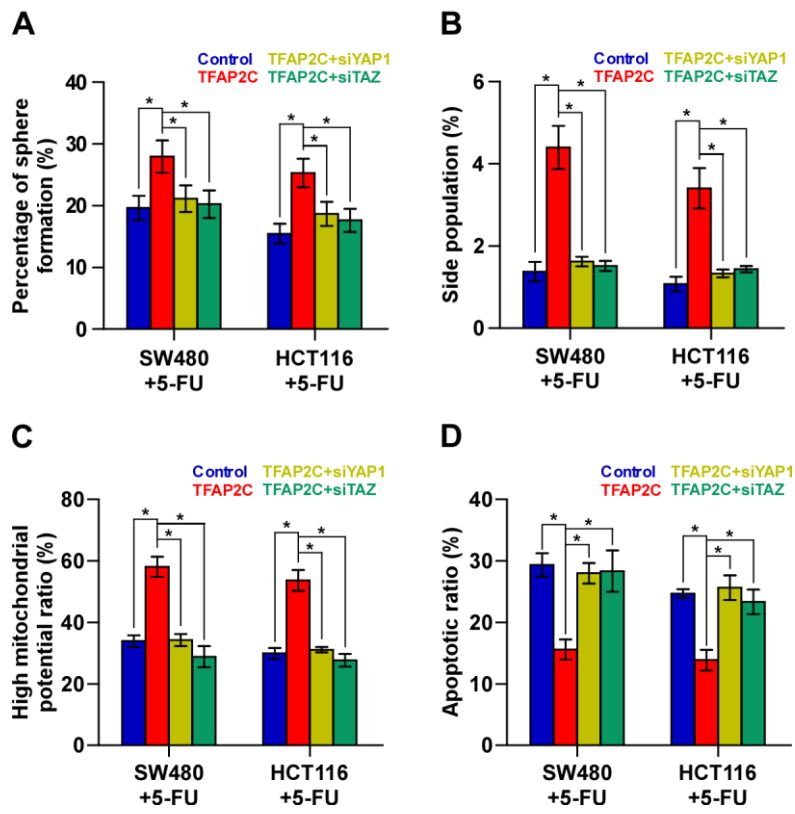 A
Control TFAP2C+siYAP1
TFAP2C TFAP2C+siTAZ
Percentage of sphere
formation (%)
40
30
20
10
0
* * * * * *
SW480 HCT116
+5-FU +5-FU
B
Control TFAP2C+siYAP1
TFAP2C TFAP2C+siTAZ
Side population (%)
6
4
2
0
* * * * * *
SW480 HCT116
+5-FU +5-FU
C
Control TFAP2C+siYAP1
TFAP2C TFAP2C+siTAZ
High mitochondrial
potential ratio (%)
80
60
40
20
0
* * * * * *
SW480 HCT116
+5-FU +5-FU
D
Control TFAP2C+siYAP1
TFAP2C TFAP2C+siTAZ
Apoptotic ratio (%)
40
30
20
10
0
* * * * * *
SW480 HCT116
+5-FU +5-FU